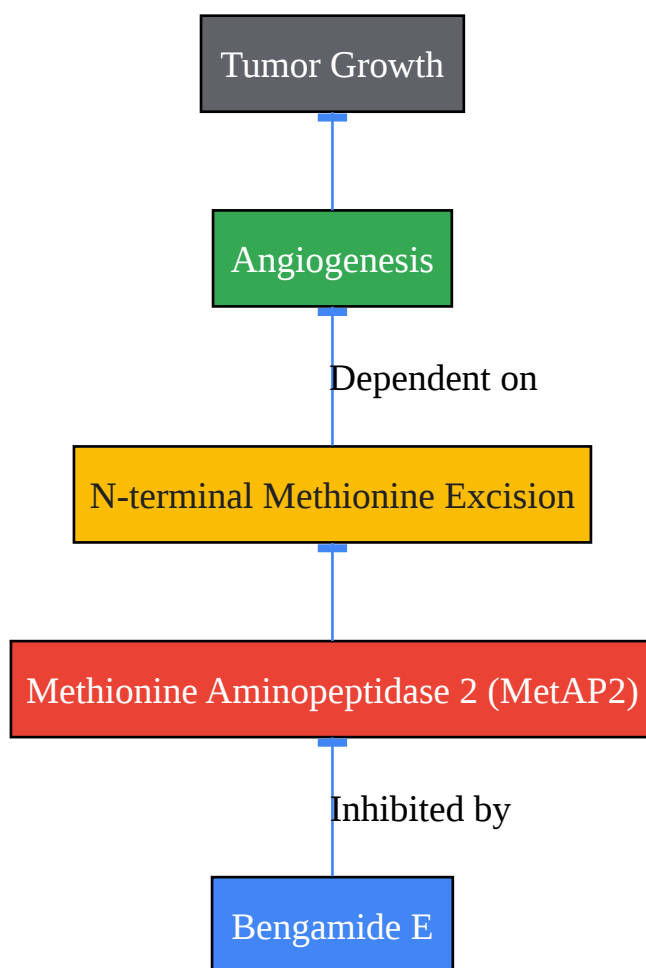 Tumor Growth
Angiogenesis
Dependent on
N-terminal Methionine Excision
Methionine Aminopeptidase 2 (MetAP2)
Inhibited by
Bengamide E